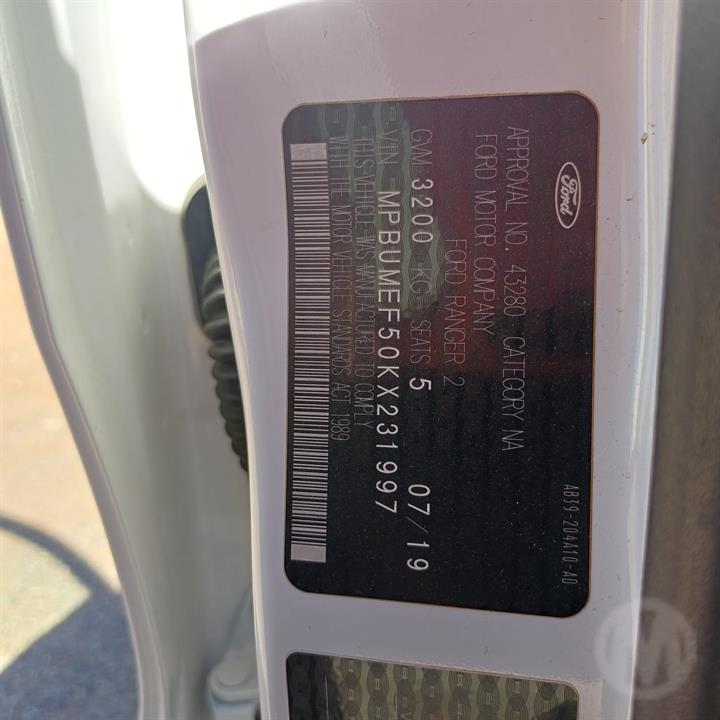 Ford
AB39-204A10-AD
APPROVAL NO. 43280 CATEGORY NA
FORD MOTOR COMPANY
FORD RANGER 2
GVM 3200 KG SEATS 5 07/19
VIN MPBUMEF50KX231997
THIS VEHICLE WAS MANUFACTURED TO COMPLY
WITH THE MOTOR VEHICLE STANDARDS ACT 1989
M